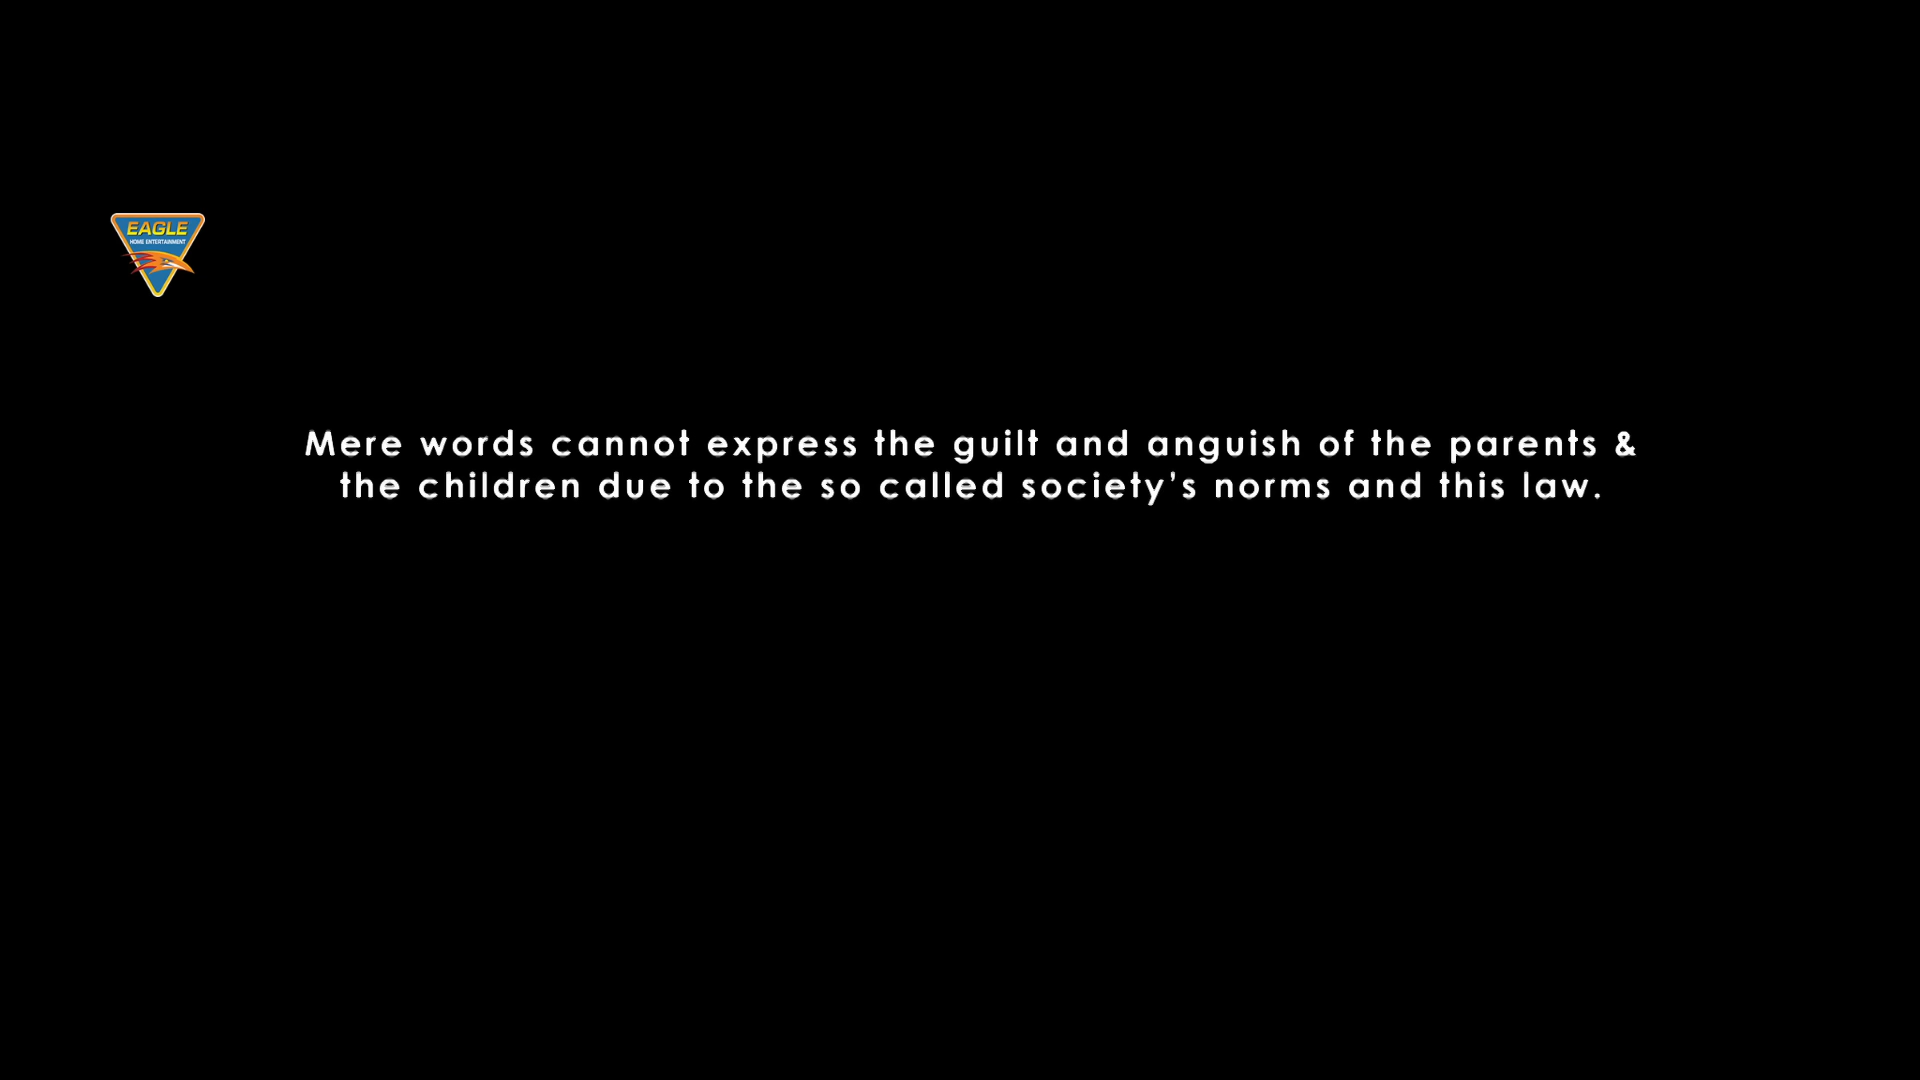 EAGLE
HOME ENTERTAINMENT
Mere words cannot express the guilt and anguish of the parents &
the children due to the so called society's norms and this law.